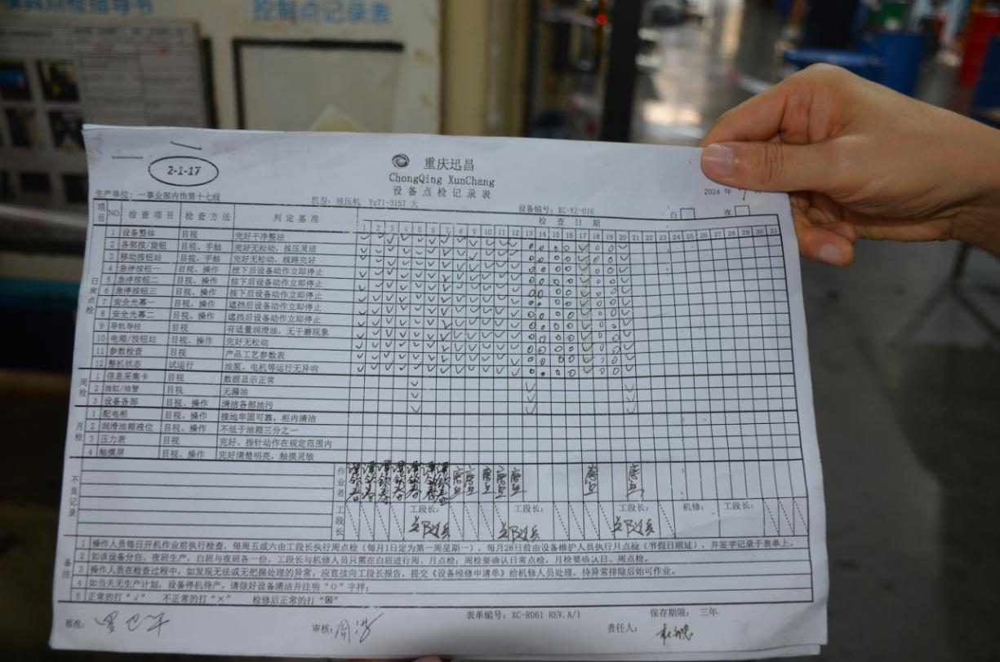 模具点检指导书
控制点记录表
2-1-17
重庆迅昌
ChongQing XunChang
设备点检记录表
2024 年 7 月
生产单位：一事业部内饰第十七线 机型：液压机 Yz71-315T 大 设备编号：XC-YZ-016 白 夜
项目 NO. 检查项目 检查方法 判定基准 检查日期
1 2 3 4 5 6 7 8 9 10 11 12 13 14 15 16 17 18 19 20 21 22 23 24 25 26 27 28 29 30 31
日常点检
1 设备整体 目视 完好干净整油
2 各部按/旋钮 目视、手触 完好无松动，按压灵活
3 移动按钮站 目视、手触 完好无松动，线路完好
4 急停按钮一 目视、操作 按下后设备动作立即停止
5 急停按钮二 目视、操作 按下后设备动作立即停止
6 急停按钮三 目视、操作 按下后设备动作立即停止
7 安全光幕一 目视、操作 遮挡后设备动作立即停止
8 安全光幕二 目视、操作 遮挡后设备动作立即停止
9 导轨导柱 目视 有适量润滑油，无干磨现象
10 电箱/按钮站 目视、操作 完好无松动
11 参数检查 目视 产品工艺参数表
12 整机状态 试运行 油泵、电机等运行无异响
周检
1 信息采集卡 目视 数据显示正常
2 油缸/油管 目视 无漏油
3 设备各部 目视、操作 清洁各部油污
月检
1 配电柜 目视、操作 接地牢固可靠，柜内清洁
2 润滑油箱液位 目视、操作 不低于油箱三分之一
3 压力表 目视、操作 完好、指针动作在规定范围内
4 触摸屏 目视、操作 完好清楚明亮，触摸灵敏
不良记录
作业者
工段长 工段长： 工段长： 工段长： 机修： 工段长：
备注
1 操作人员每日开机作业前执行检查，每周五或六由工段长执行周点检（每月1日定为第一周星期一），每月28日前由设备维护人员执行月点检（节假日顺延），并签字记录于表单上。
2 如该设备分白、夜班生产，白班与夜班各一份，工段长与机修人员只需在白班进行周、月点检；周检要确认日常点检，月检要确认日、周点检。
3 操作人员在检查过程中，如发现无法或无把握处理的异常，应直接向工段长报告，提交《设备维修申请单》给机修人员处理，待异常排除后始可作业。
4 如当天无生产计划，设备停机待产，请做好设备清洁并注明“O”字样；
5 正常的打“√” 不正常的打“×” 检修后正常的打“☒”
表单编号：XC-R061 REV.A/1 保存期限：三年
核准： 审核： 责任人：